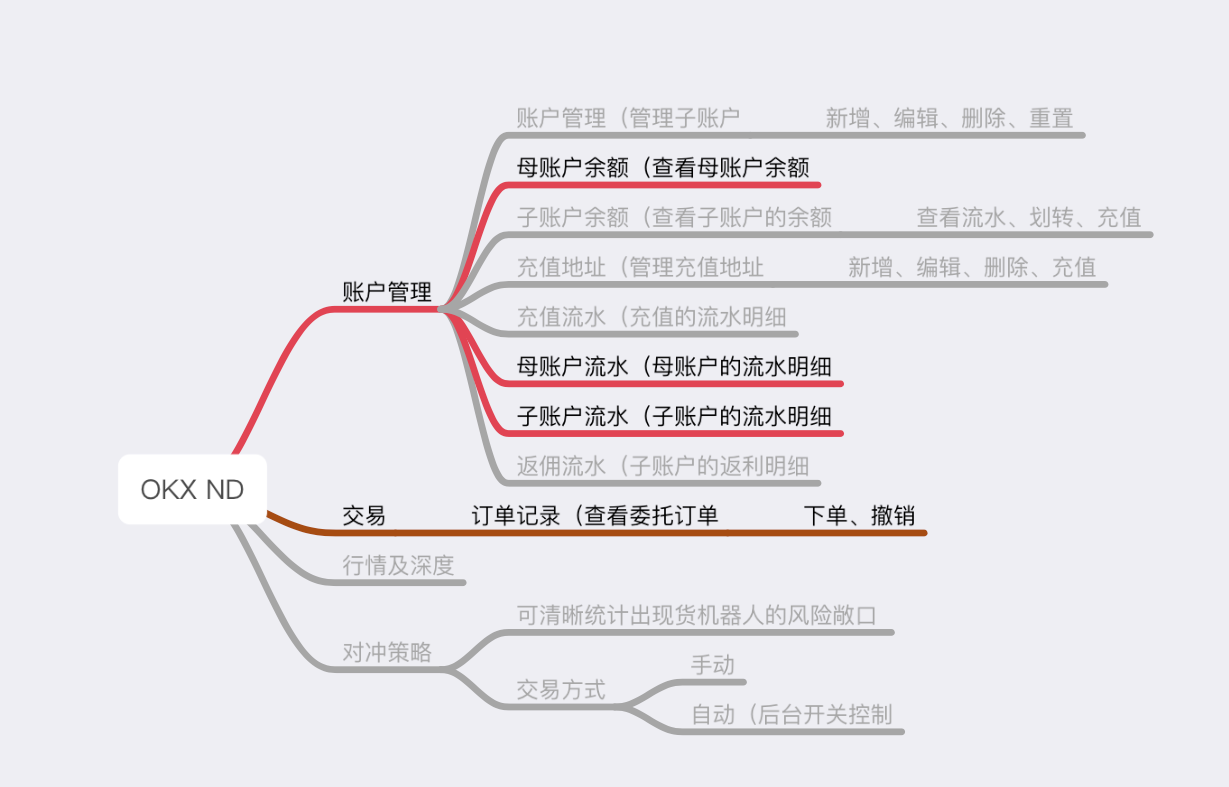 账户管理（管理子账户
新增、编辑、删除、重置
母账户余额（查看母账户余额
子账户余额（查看子账户的余额
查看流水、划转、充值
充值地址（管理充值地址
新增、编辑、删除、充值
账户管理
充值流水（充值的流水明细
母账户流水（母账户的流水明细
子账户流水（子账户的流水明细
返佣流水（子账户的返利明细
OKX ND
交易
订单记录（查看委托订单
下单、撤销
行情及深度
可清晰统计出现货机器人的风险敞口
对冲策略
手动
交易方式
自动（后台开关控制